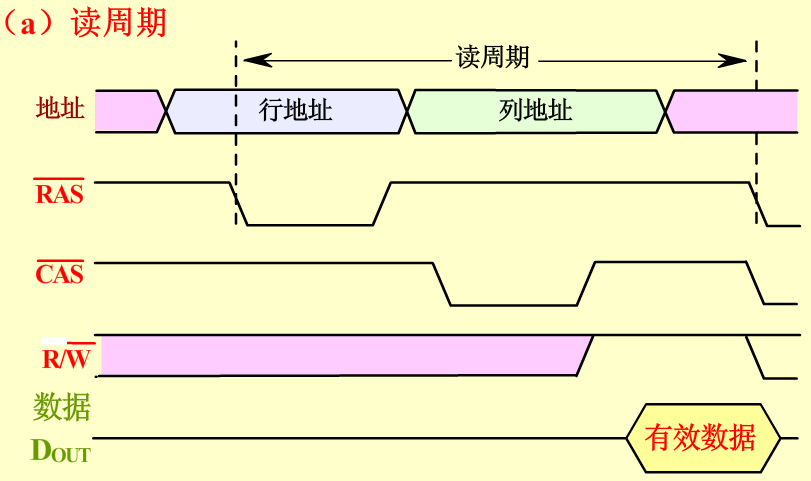 （a）读周期
读周期
地址 行地址 列地址
RAS
CAS
R/W
数据
有效数据
DOUT